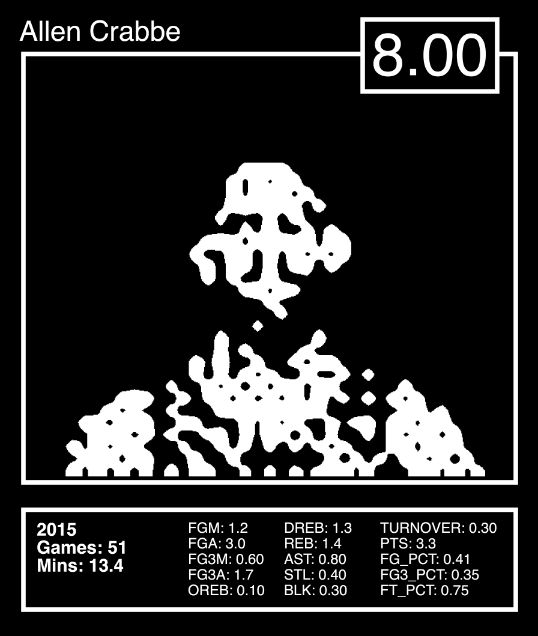 Allen Crabbe
8.00
2015
Games: 51
Mins: 13.4
FGM: 1.2
FGA: 3.0
FG3M: 0.60
FG3A: 1.7
OREB: 0.10
DREB: 1.3
REB: 1.4
AST: 0.80
STL: 0.40
BLK: 0.30
TURNOVER: 0.30
PTS: 3.3
FG_PCT: 0.41
FG3_PCT: 0.35
FT_PCT: 0.75